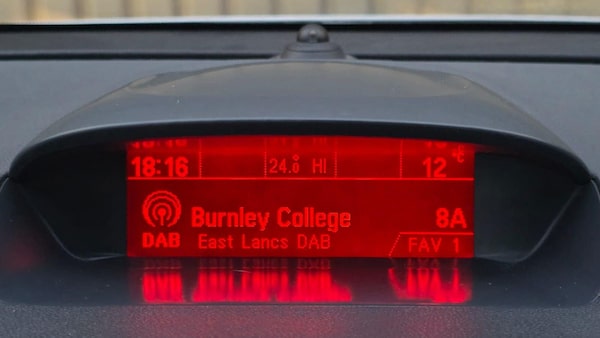 18:16 24.0 HI 12 °C
Burnley College 8A
DAB East Lancs DAB FAV 1